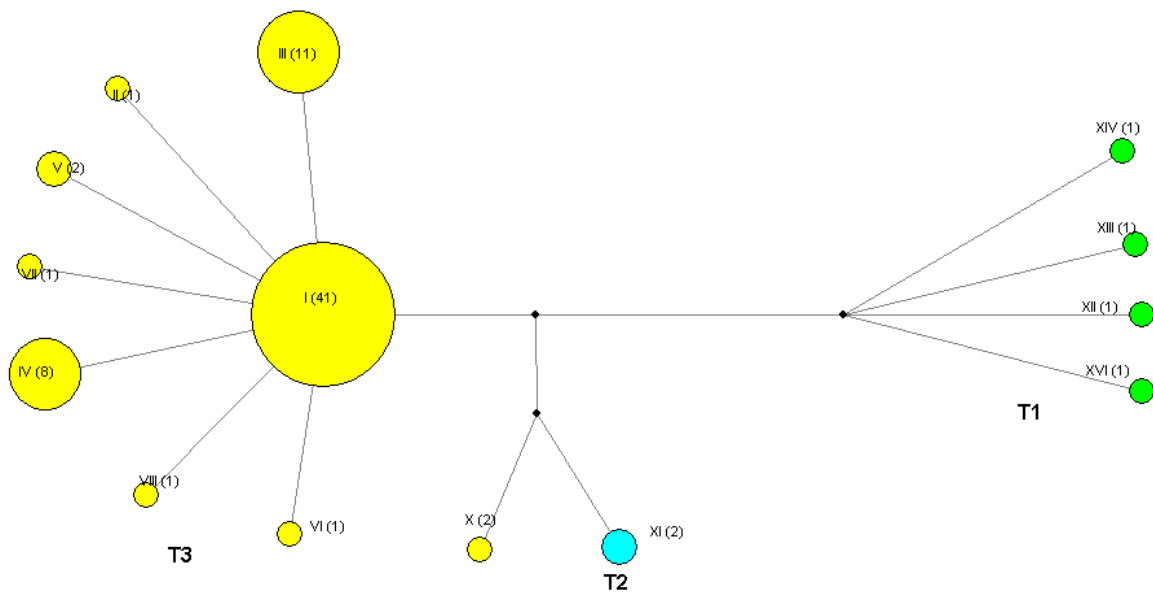 III (11)
II (1)
V (2)
VII (1)
I (41)
IV (8)
VIII (1)
VI (1)
T3
X (2)
XI (2)
T2
XIV (1)
XIII (1)
XII (1)
XVI (1)
T1